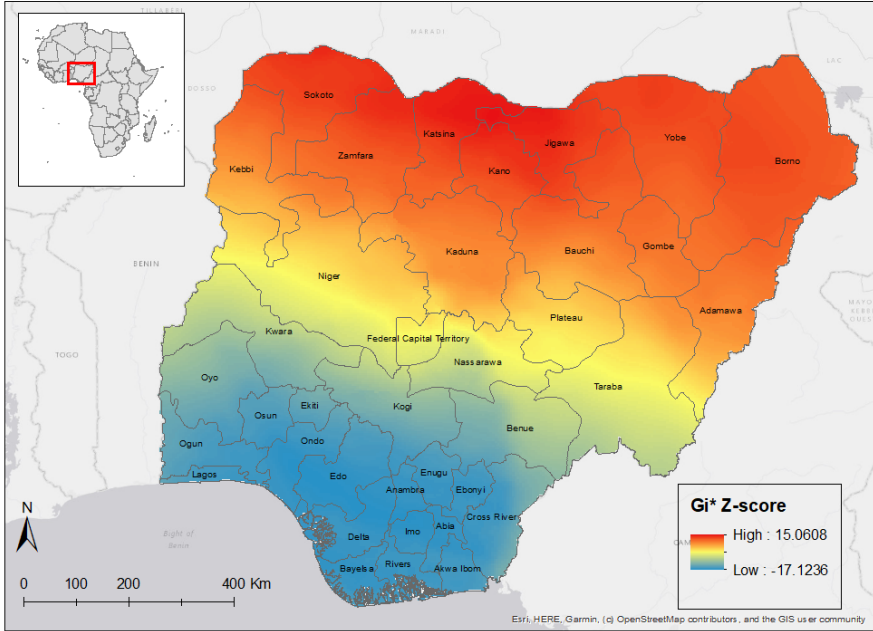 TILLABERI
MARADI
LAC
DOSSO
Sokoto
Katsina
Jigawa
Yobe
Zamfara
Kano
Borno
Kebbi
Kaduna
Bauchi
Gombe
BENIN
Niger
Adamawa
Plateau
Kwara
Federal Capital Territory
TOGO
Nassarawa
Oyo
Taraba
Ekiti
Kogi
Osun
Benue
Ogun
Ondo
Lagos
Edo
Enugu
Anambra
Ebonyi
Cross River
Imo
Abia
Delta
Bight of
Benin
Bayelsa
Rivers
Akwa Ibom
N
0 100 200 400 Km
Gi* Z-score
High : 15.0608
Low : -17.1236
Esri, HERE, Garmin, (c) OpenStreetMap contributors, and the GIS user community